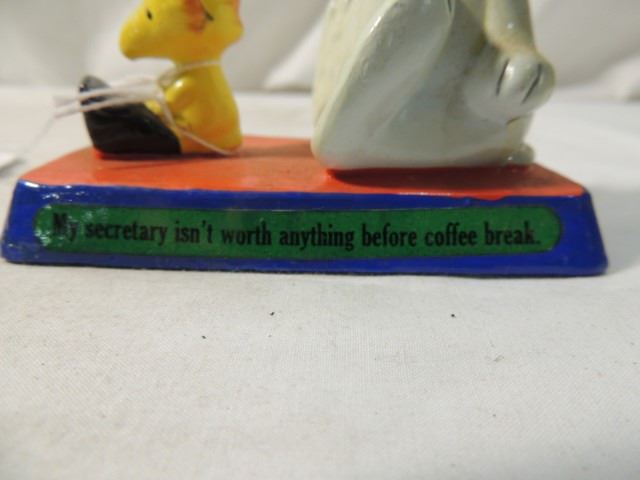 My secretary isn't worth anything before coffee break.